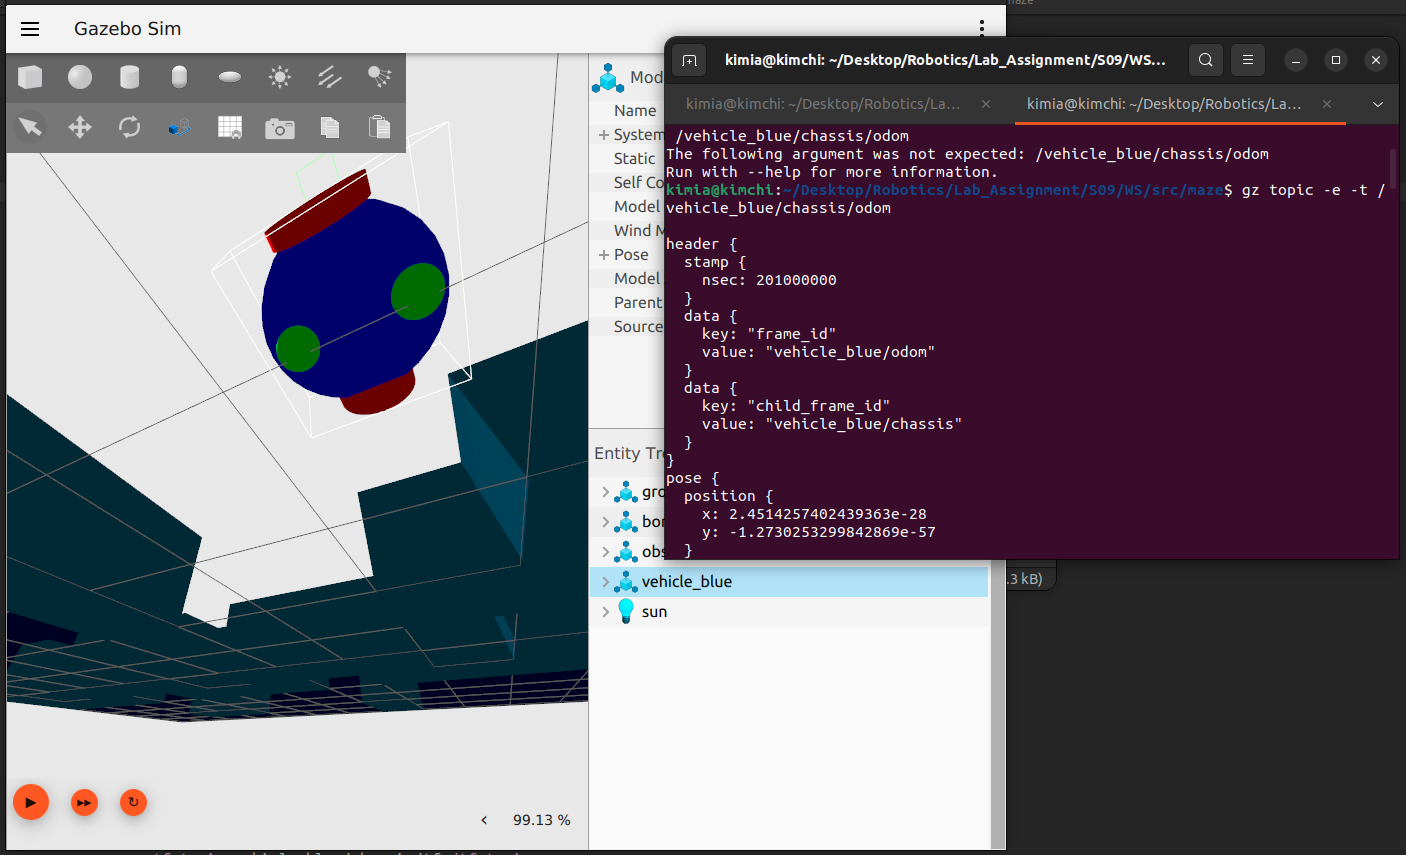 maze
Gazebo Sim
Mod
Name
System
Static
Self Co
Model
Wind M
Pose
Model
Parent
Source
Entity Tre
gro
bor
obs
vehicle_blue
sun
99.13 %
kimia@kimchi: ~/Desktop/Robotics/Lab_Assignment/S09/WS...
kimia@kimchi: ~/Desktop/Robotics/La...
kimia@kimchi: ~/Desktop/Robotics/La...
/vehicle_blue/chassis/odom
The following argument was not expected: /vehicle_blue/chassis/odom
Run with --help for more information.
kimia@kimchi:~/Desktop/Robotics/Lab_Assignment/S09/WS/src/maze$ gz topic -e -t /
vehicle_blue/chassis/odom
header {
  stamp {
    nsec: 201000000
  }
  data {
    key: "frame_id"
    value: "vehicle_blue/odom"
  }
  data {
    key: "child_frame_id"
    value: "vehicle_blue/chassis"
  }
}
pose {
  position {
    x: 2.4514257402439363e-28
    y: -1.2730253299842869e-57
  }
.3 kB)